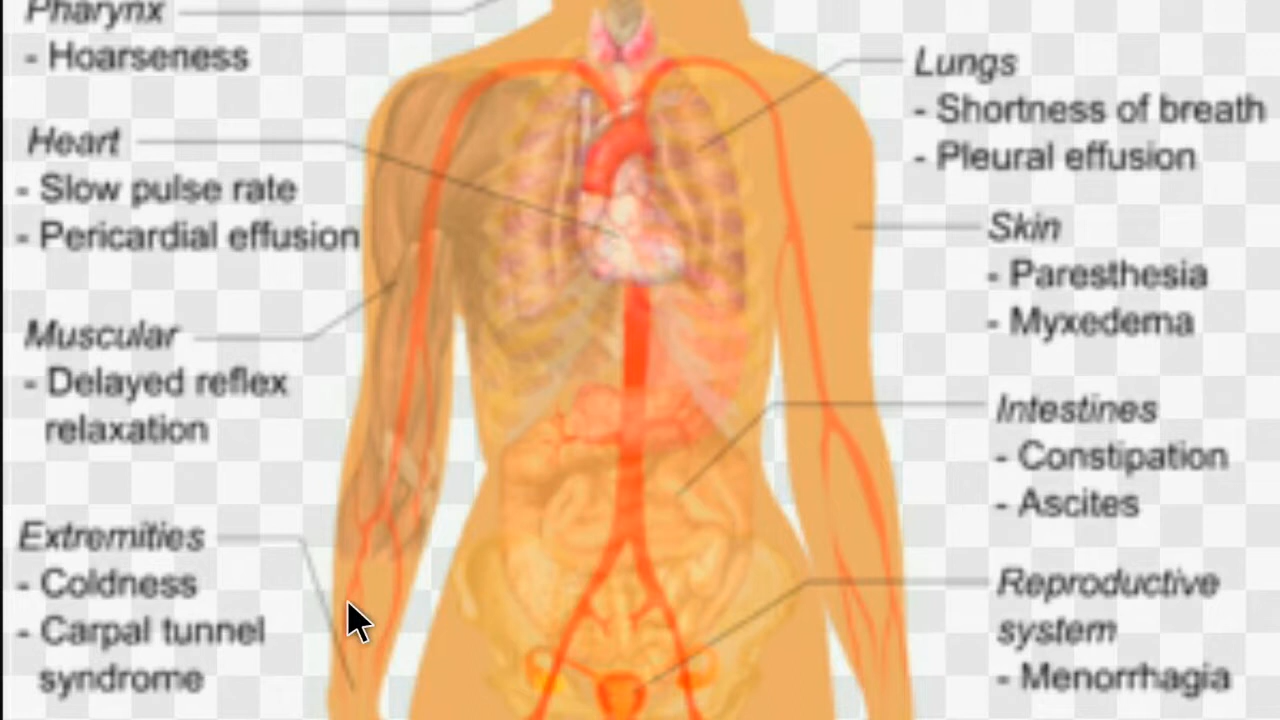 Pharynx
- Hoarseness
Heart
- Slow pulse rate
- Pericardial effusion
Muscular
- Delayed reflex
relaxation
Extremities
- Coldness
- Carpal tunnel
syndrome
Lungs
- Shortness of breath
- Pleural effusion
Skin
- Paresthesia
- Myxedema
Intestines
- Constipation
- Ascites
Reproductive
system
- Menorrhagia